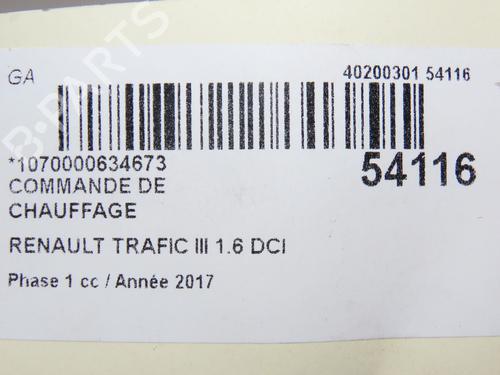 GA
40200301 54116
*1070000634673
54116
COMMANDE DE
CHAUFFAGE
RENAULT TRAFIC III 1.6 DCI
Phase 1 cc / Année 2017
B-PARTS